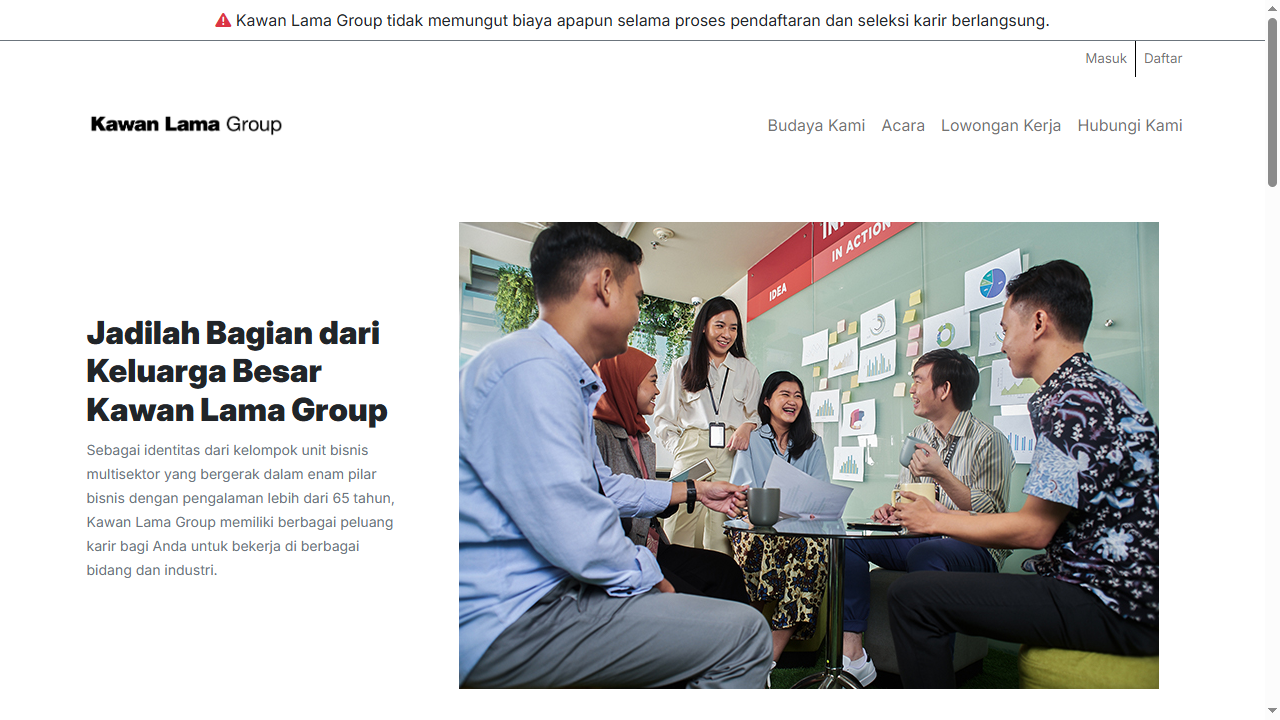 Kawan Lama Group tidak memungut biaya apapun selama proses pendaftaran dan seleksi karir berlangsung.
Masuk
Daftar
Kawan Lama Group
Budaya Kami
Acara
Lowongan Kerja
Hubungi Kami
Jadilah Bagian dari
Keluarga Besar
Kawan Lama Group
Sebagai identitas dari kelompok unit bisnis
multisektor yang bergerak dalam enam pilar
bisnis dengan pengalaman lebih dari 65 tahun,
Kawan Lama Group memiliki berbagai peluang
karir bagi Anda untuk bekerja di berbagai
bidang dan industri.
IN ACTION
IDEA